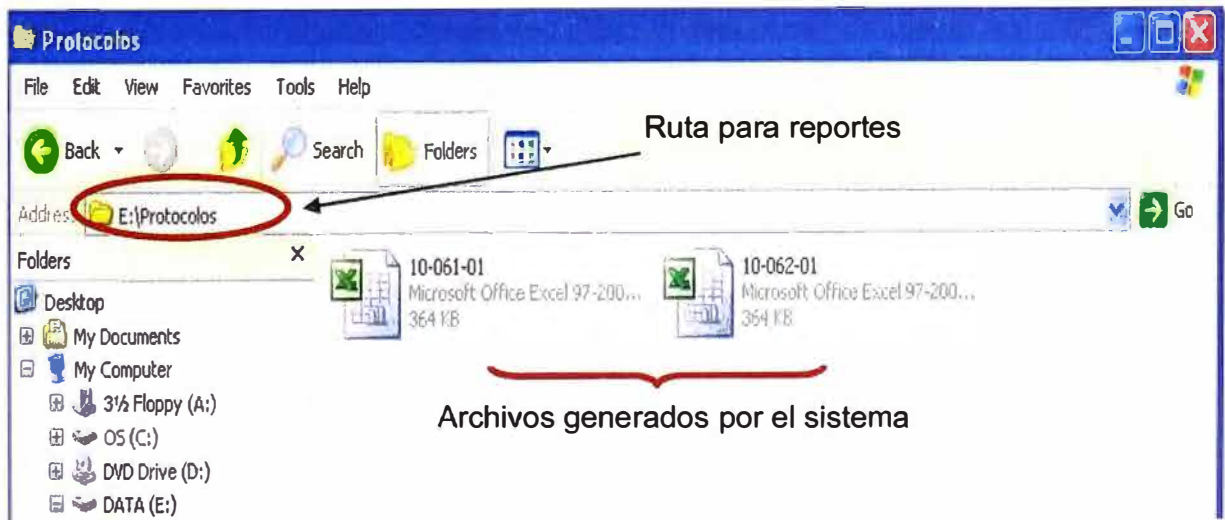 Protocolos
File Edit View Favorites Tools Help
Ruta para reportes
Back Search Folders
Address E:\Protocolos Go
Folders X
10-061-01
Microsoft Office Excel 97-200...
364 KB
10-062-01
Microsoft Office Excel 97-200...
364 KB
Desktop
My Documents
My Computer
3½ Floppy (A:)
OS (C:)
DVD Drive (D:)
DATA (E:)
Archivos generados por el sistema